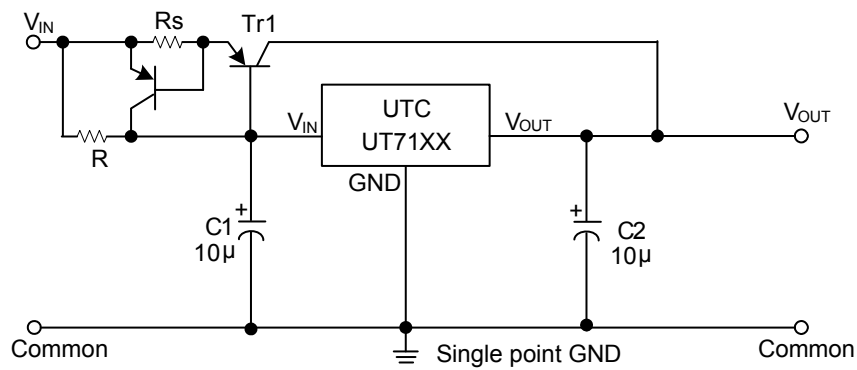 VIN
Rs
Tr1
R
VIN
UTC
UT71XX
VOUT
VOUT
GND
+
C1
10μ
+
C2
10μ
Common
Single point GND
Common